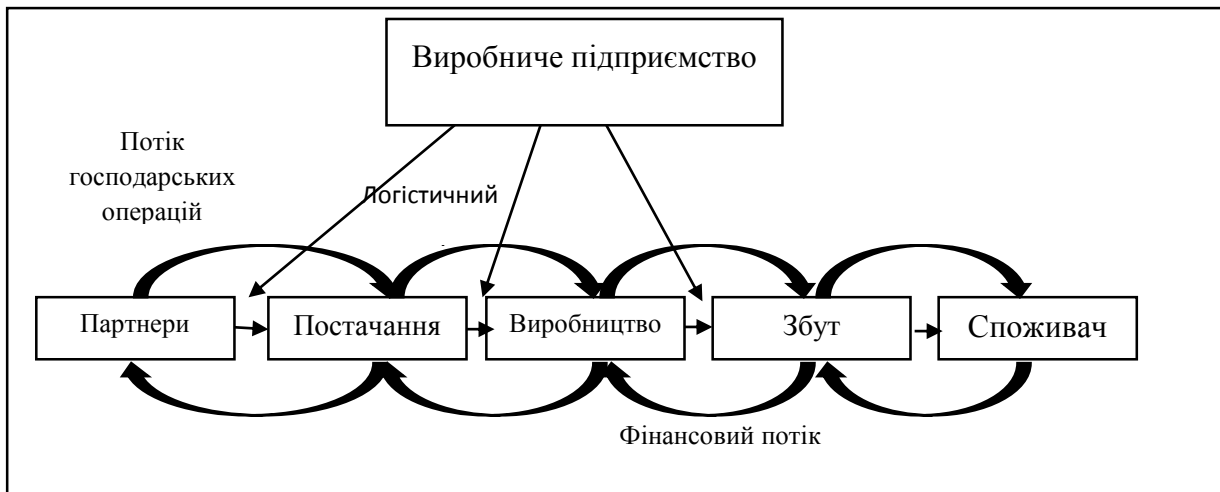 Виробниче підприємство
Потік
господарських
операцій
Логістичний
Партнери
Постачання
Виробництво
Збут
Споживач
Фінансовий потік